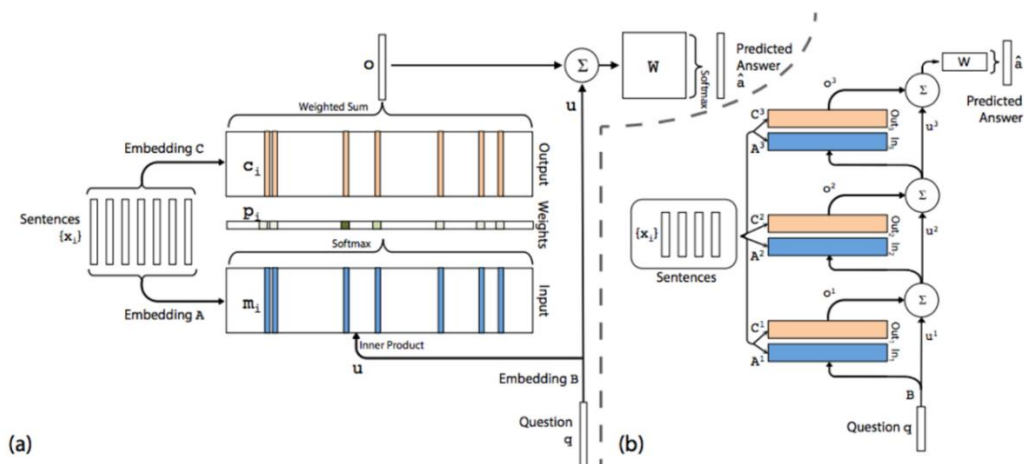 o
Σ
W
Softmax
Predicted
Answer
â
u
Weighted Sum
Embedding C
c_i
Output
Sentences
{x_i}
p_i
Weights
Softmax
Embedding A
m_i
Input
Inner Product
u
Embedding B
Question
q
(a)
W
â
Predicted
Answer
Σ
o³
u³
C³
Out₃
A³
In₃
Σ
o²
u²
{x_i}
Sentences
C²
Out₂
A²
In₂
Σ
o¹
u¹
C¹
Out₁
A¹
In₁
B
Question q
(b)